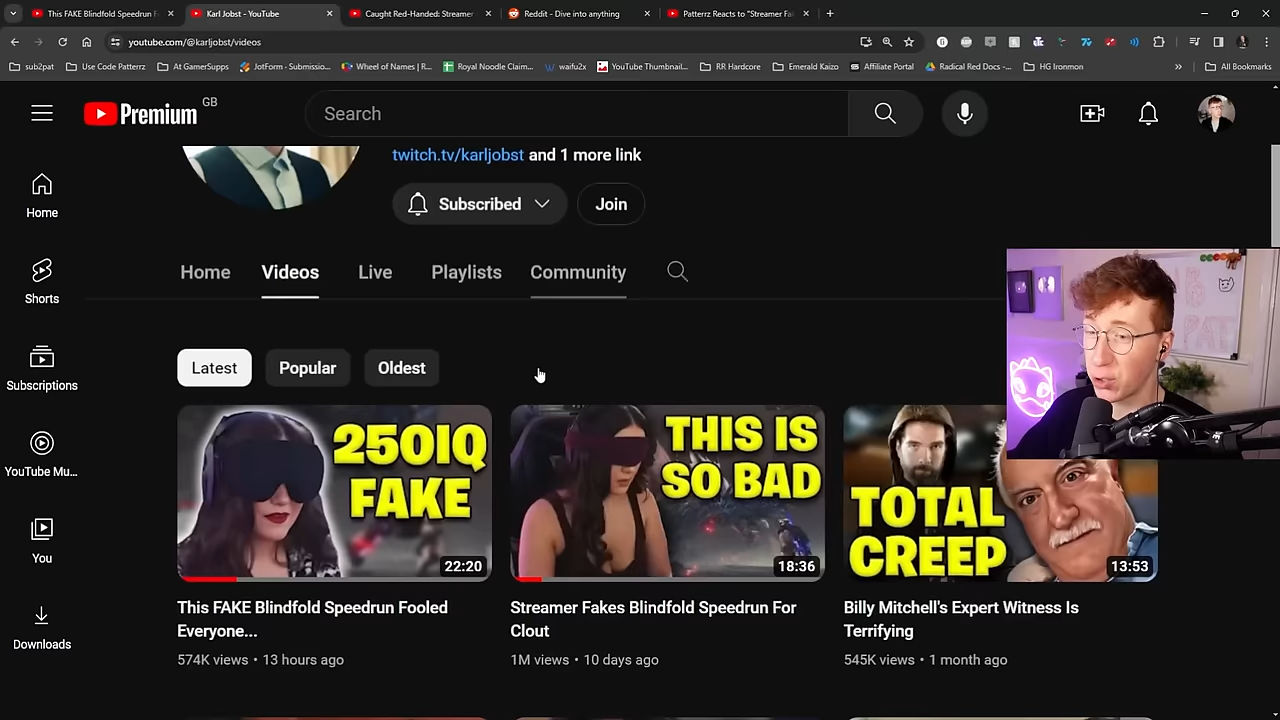 This FAKE Blindfold Speedrun F
Karl Jobst - YouTube
Caught Red-Handed: Streamer
Reddit - Dive into anything
Patterrz Reacts to "Streamer Fa
youtube.com/@karljobst/videos
sub2pat
Use Code Patterrz
At GamerSupps
JotForm - Submissio...
Wheel of Names | R...
Royal Noodle Claim...
waifu2x
YouTube Thumbnail...
RR Hardcore
Emerald Kaizo
Affiliate Portal
Radical Red Docs -...
HG Ironmon
»
All Bookmarks
Premium
GB
Search
twitch.tv/karljobst and 1 more link
Subscribed
Join
Home
Shorts
Subscriptions
YouTube Mu...
You
Downloads
Home
Videos
Live
Playlists
Community
Latest
Popular
Oldest
250IQ
FAKE
22:20
THIS IS
SO BAD
18:36
TOTAL
CREEP
13:53
This FAKE Blindfold Speedrun Fooled
Everyone...
574K views • 13 hours ago
Streamer Fakes Blindfold Speedrun For
Clout
1M views • 10 days ago
Billy Mitchell's Expert Witness Is
Terrifying
545K views • 1 month ago